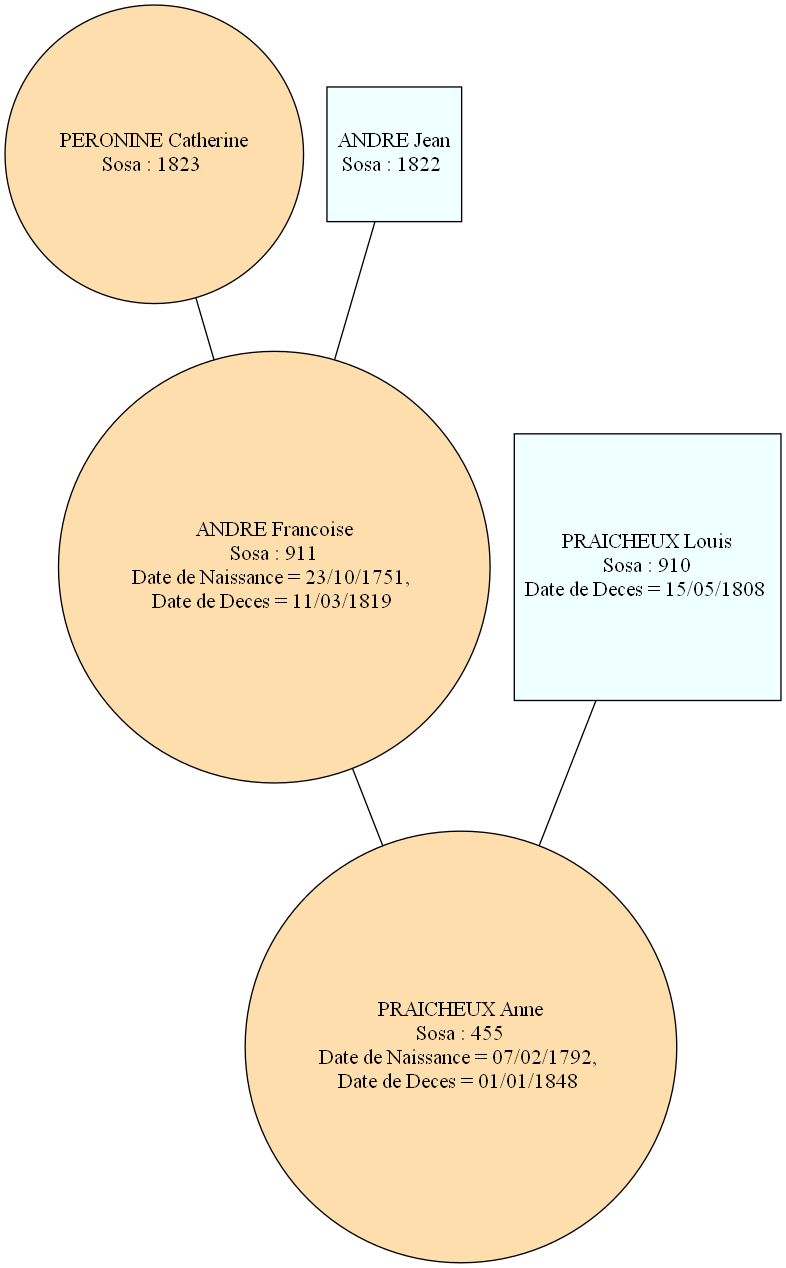 PERONINE Catherine
Sosa : 1823
ANDRE Jean
Sosa : 1822
ANDRE Francoise
Sosa : 911
Date de Naissance = 23/10/1751,
Date de Deces = 11/03/1819
PRAICHEUX Louis
Sosa : 910
Date de Deces = 15/05/1808
PRAICHEUX Anne
Sosa : 455
Date de Naissance = 07/02/1792,
Date de Deces = 01/01/1848